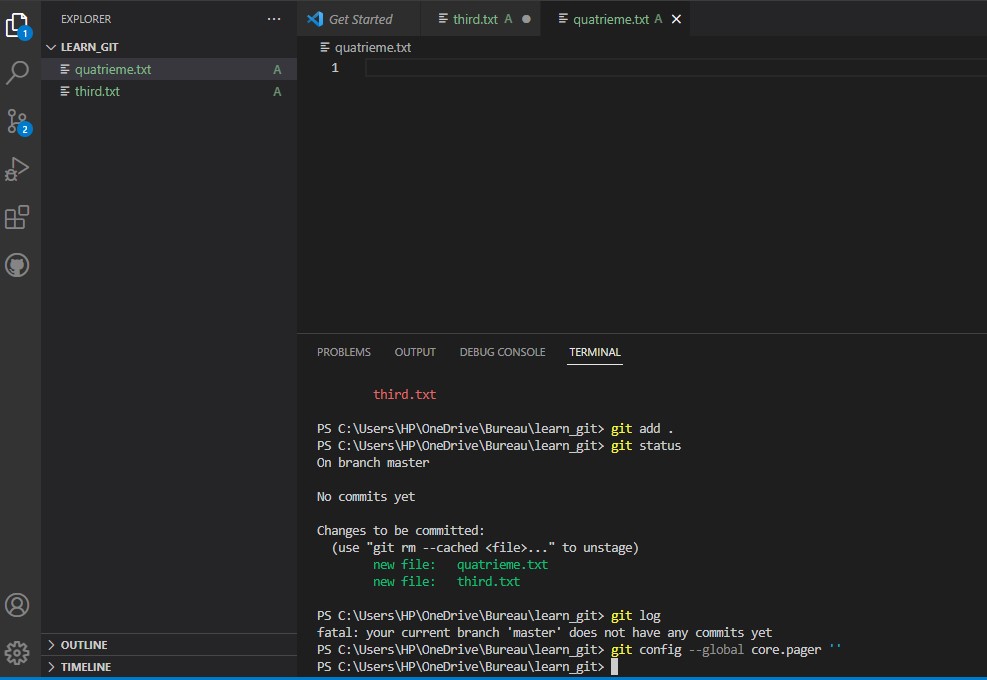 EXPLORER
LEARN_GIT
quatrieme.txt A
third.txt A
OUTLINE
TIMELINE
1
2
Get Started
third.txt A
quatrieme.txt A
quatrieme.txt
1
PROBLEMS OUTPUT DEBUG CONSOLE TERMINAL
third.txt
PS C:\Users\HP\OneDrive\Bureau\learn_git> git add .
PS C:\Users\HP\OneDrive\Bureau\learn_git> git status
On branch master
No commits yet
Changes to be committed:
(use "git rm --cached <file>..." to unstage)
new file: quatrieme.txt
new file: third.txt
PS C:\Users\HP\OneDrive\Bureau\learn_git> git log
fatal: your current branch 'master' does not have any commits yet
PS C:\Users\HP\OneDrive\Bureau\learn_git> git config --global core.pager ''
PS C:\Users\HP\OneDrive\Bureau\learn_git>